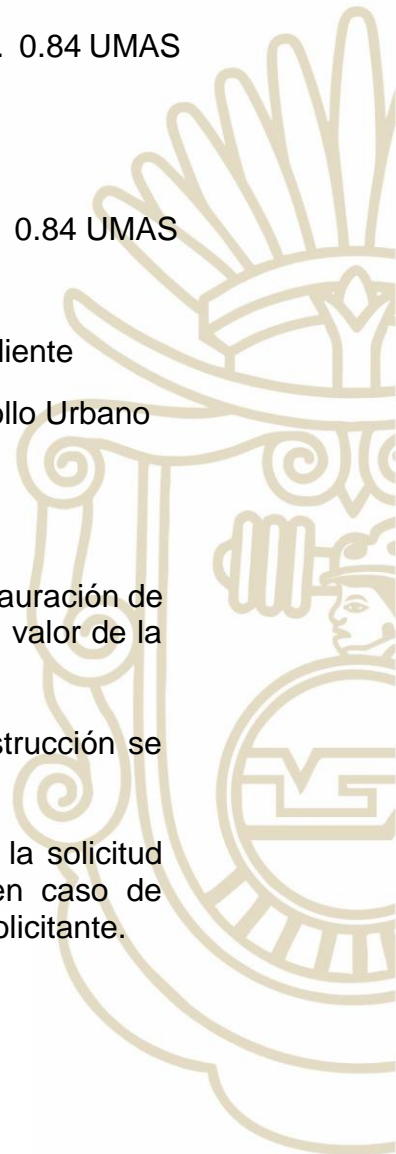 . 0.84 UMAS
0.84 UMAS
diente
ollo Urbano
auración de
valor de la
strucción se
la solicitud
en caso de
olicitante.